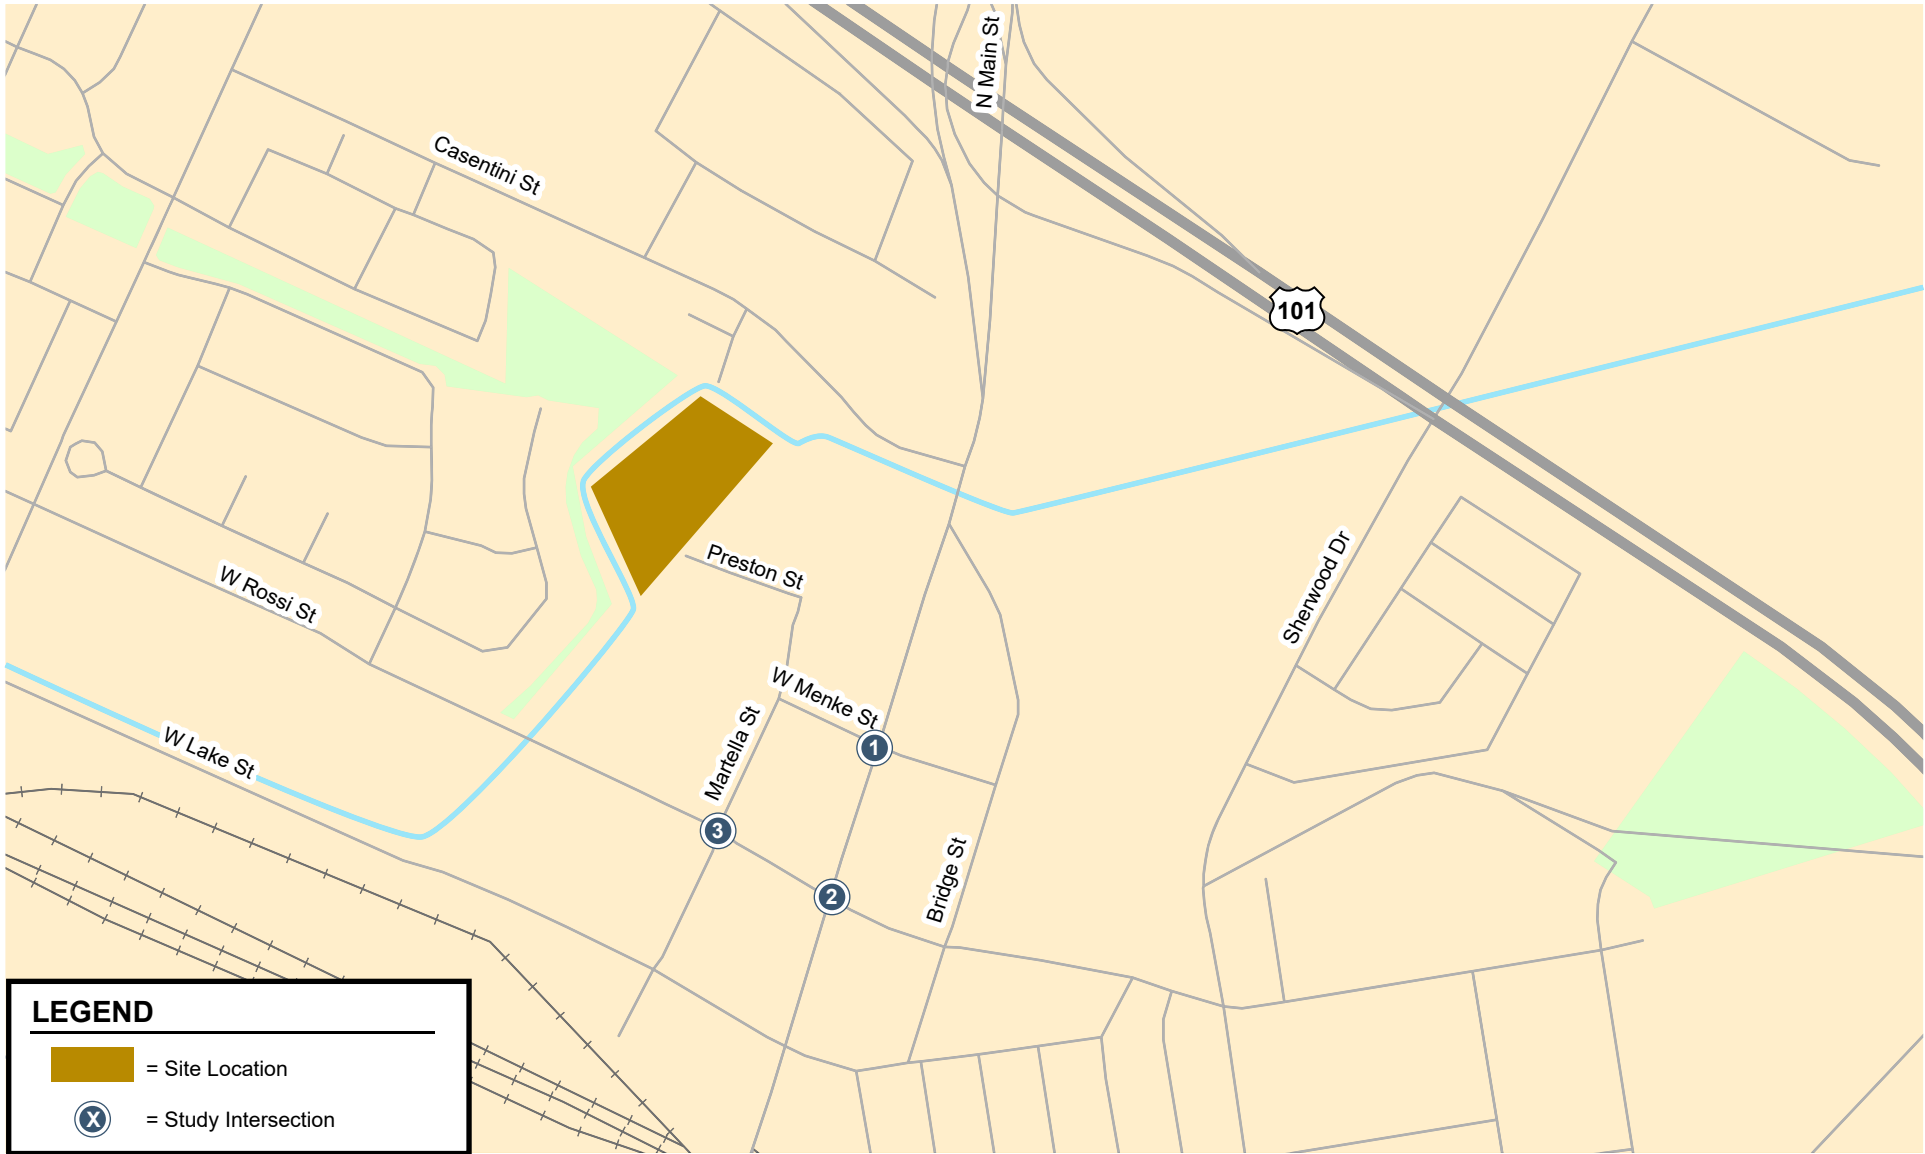 N Main St
Casentini St
101
Preston St
Sherwood Dr
W Rossi St
W Menke St
Martella St
W Lake St
1
3
2
Bridge St
LEGEND
= Site Location
X = Study Intersection